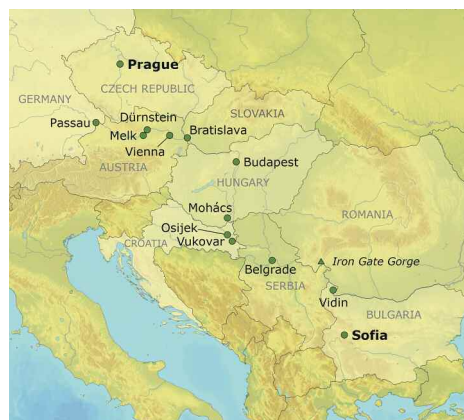 Prague
CZECH REPUBLIC
GERMANY
SLOVAKIA
Dürnstein
Passau
Melk
Bratislava
Vienna
Budapest
AUSTRIA
HUNGARY
Mohács
ROMANIA
Osijek
CROATIA
Vukovar
Iron Gate Gorge
Belgrade
SERBIA
Vidin
BULGARIA
Sofia